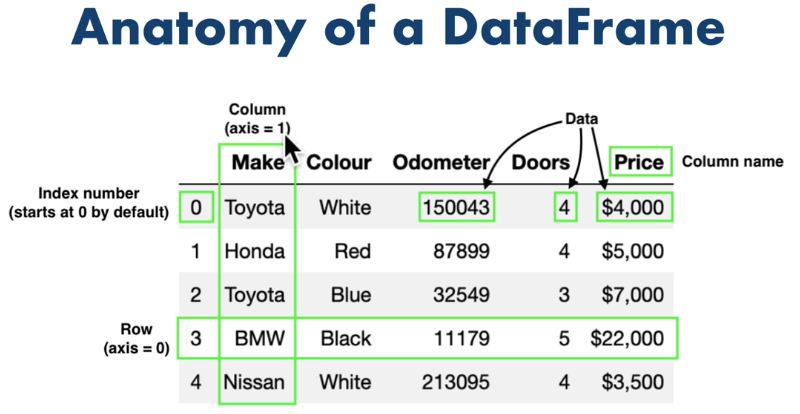 Anatomy of a DataFrame
Column
(axis = 1)
Data
Make Colour Odometer Doors Price Column name
Index number
(starts at 0 by default)
0 Toyota White 150043 4 $4,000
1 Honda Red 87899 4 $5,000
2 Toyota Blue 32549 3 $7,000
Row
(axis = 0)
3 BMW Black 11179 5 $22,000
4 Nissan White 213095 4 $3,500